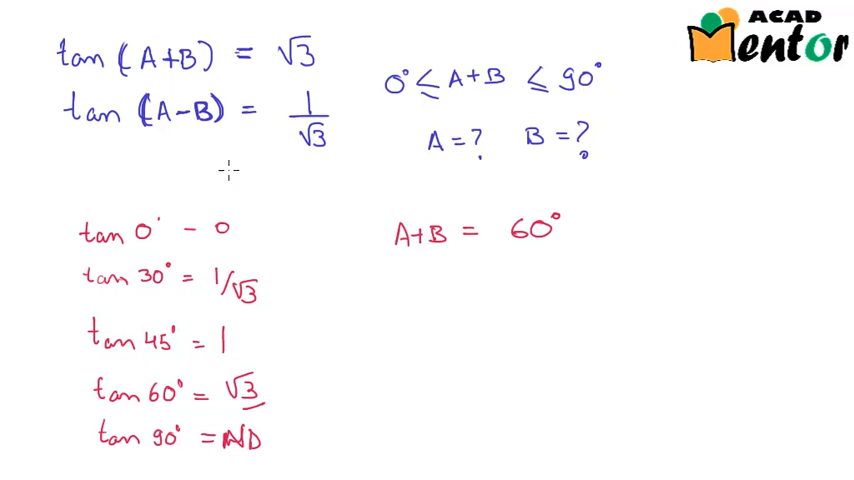 ACAD
Mentor
tan (A+B) = √3
tan (A-B) = 1/√3
0° ≤ A+B ≤ 90°
A = ? B = ?
tan 0° - 0
tan 30° = 1/√3
tan 45° = 1
tan 60° = √3
tan 90° = ND
A+B = 60°